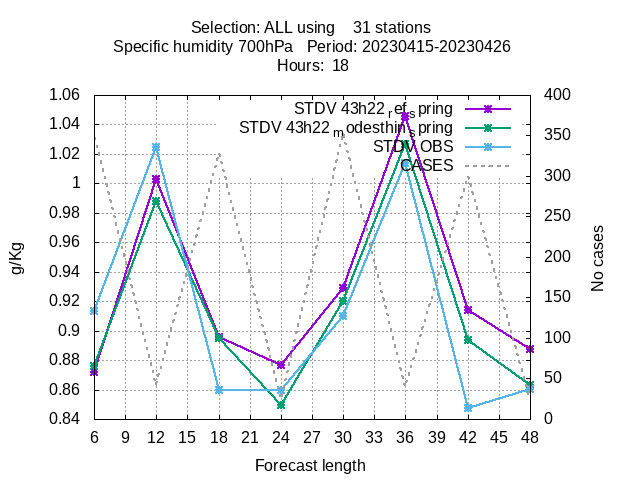 Selection: ALL using    31 stations
Specific humidity 700hPa   Period: 20230415-20230426
Hours:  18
STDV 43h22_ref_spring
STDV 43h22_modesthin_spring
STDV OBS
CASES
g/Kg
1.06
1.04
1.02
1
0.98
0.96
0.94
0.92
0.9
0.88
0.86
0.84
400
350
300
250
200
150
100
50
0
No cases
6 9 12 15 18 21 24 27 30 33 36 39 42 45 48
Forecast length